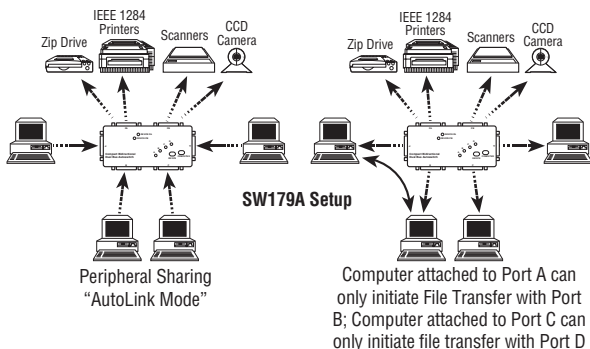 IEEE 1284
Printers
CCD
Camera
Zip Drive
Scanners
IEEE 1284
Printers
CCD
Camera
Zip Drive
Scanners
SW179A Setup
Peripheral Sharing
“AutoLink Mode”
Computer attached to Port A can
only initiate File Transfer with Port
B; Computer attached to Port C can
only initiate file transfer with Port D